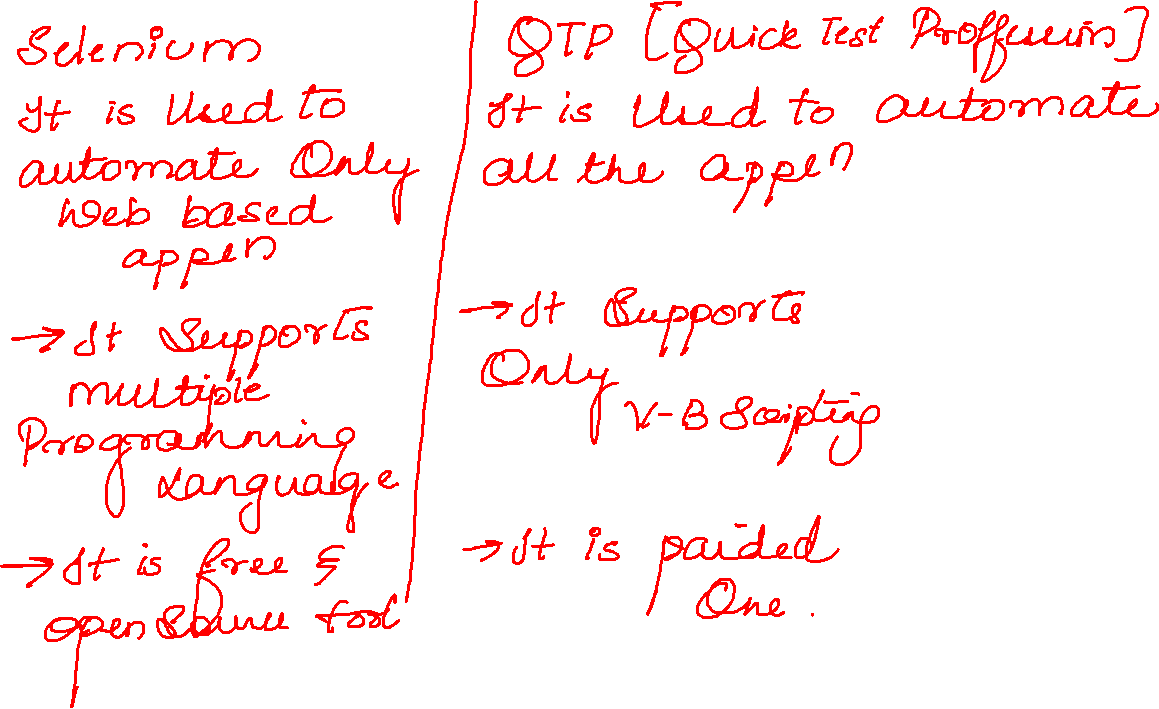 Selenium
It is Used to
automate Only
Web based
appln
→ It Supports
multiple
Programming
Language
→ It is free &
open Source tool
QTP [Quick Test Proffession]
It is Used to automate
all the appln
→ It Supports
Only
V-B Scripting
→ It is paided
One.